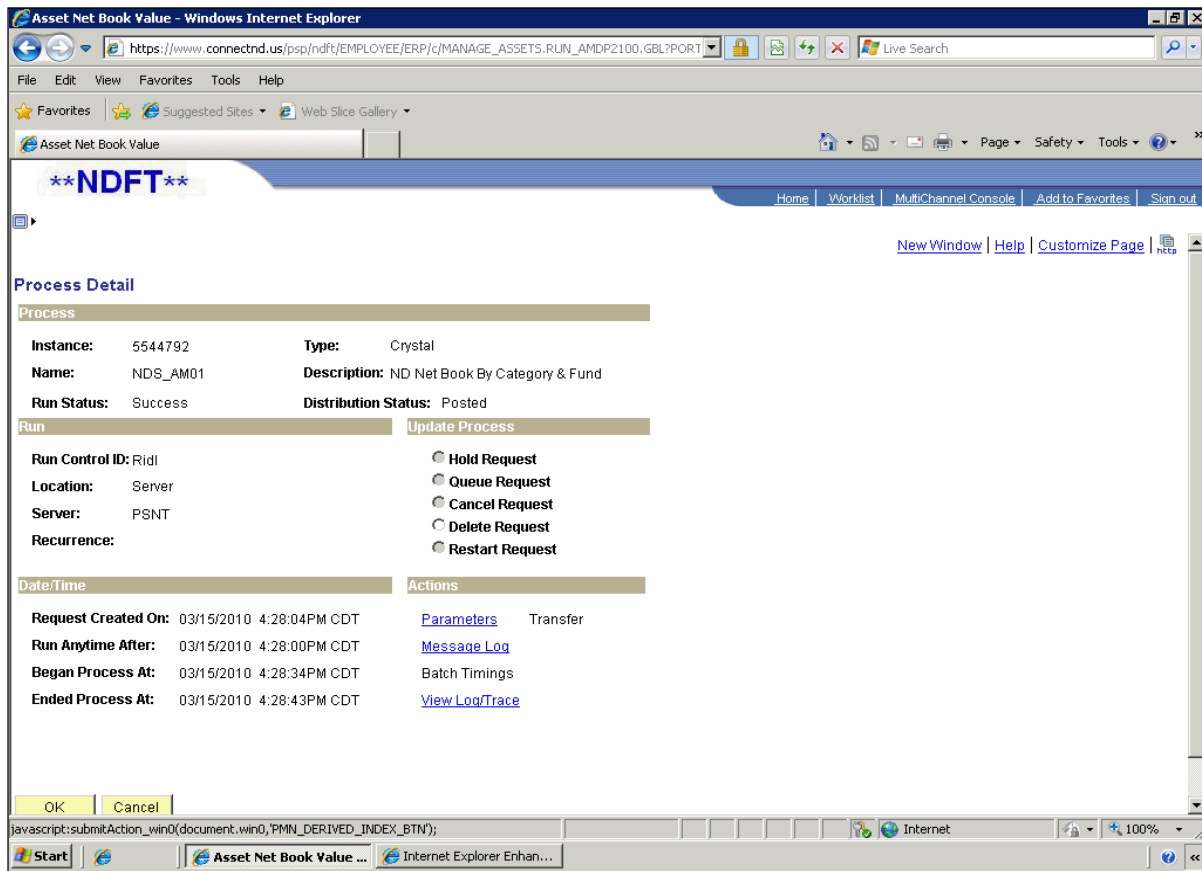 Asset Net Book Value - Windows Internet Explorer
https://www.connectnd.us/psp/ndft/EMPLOYEE/ERP/c/MANAGE_ASSETS.RUN_AMDP2100.GBL?PORT
Live Search
File Edit View Favorites Tools Help
Favorites Suggested Sites Web Slice Gallery
Asset Net Book Value Page Safety Tools »
**NDFT**
Home Worklist MultiChannel Console Add to Favorites Sign out
New Window | Help | Customize Page | http
Process Detail
Process
Instance: 5544792 Type: Crystal
Name: NDS_AM01 Description: ND Net Book By Category & Fund
Run Status: Success Distribution Status: Posted
Run Update Process
Run Control ID: Ridl Hold Request
Location: Server Queue Request
Server: PSNT Cancel Request
Recurrence: Delete Request
Restart Request
Date/Time Actions
Request Created On: 03/15/2010 4:28:04PM CDT Parameters Transfer
Run Anytime After: 03/15/2010 4:28:00PM CDT Message Log
Began Process At: 03/15/2010 4:28:34PM CDT Batch Timings
Ended Process At: 03/15/2010 4:28:43PM CDT View Log/Trace
OK Cancel
javascript:submitAction_win0(document.win0,'PMN_DERIVED_INDEX_BTN'); Internet 100%
Start Asset Net Book Value ... Internet Explorer Enhan... «